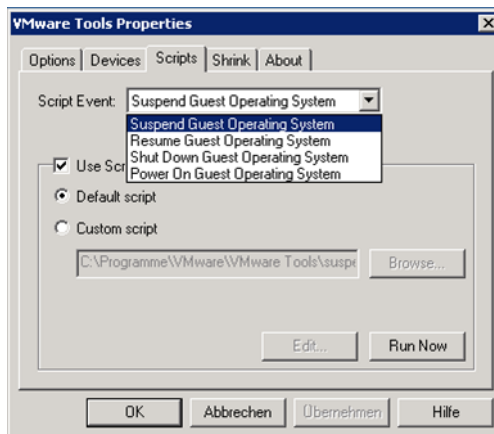 VMware Tools Properties
Options Devices Scripts Shrink About
Script Event: Suspend Guest Operating System
Suspend Guest Operating System
Resume Guest Operating System
Shut Down Guest Operating System
Power On Guest Operating System
Use Scr
Default script
Custom script
C:\Programme\VMware\VMware Tools\suspe Browse...
Edit... Run Now
OK Abbrechen Übernehmen Hilfe